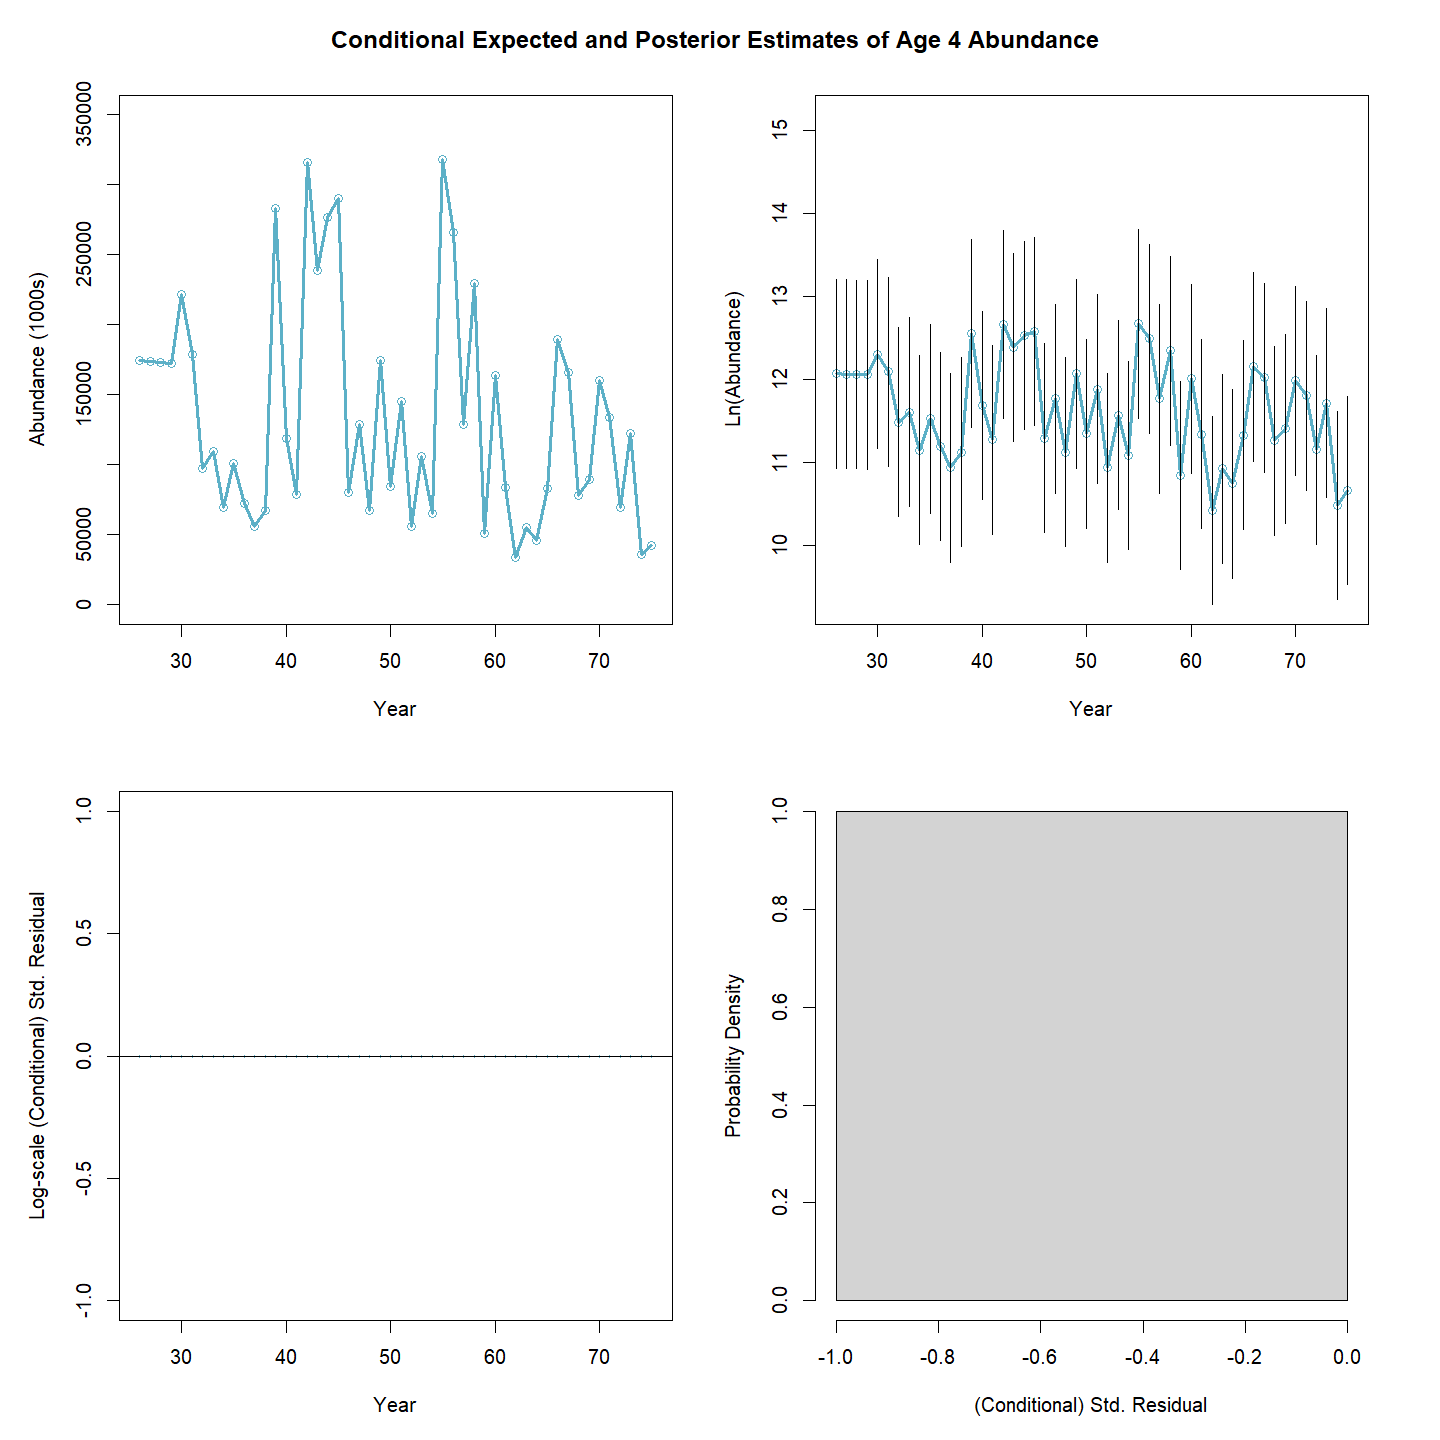 Conditional Expected and Posterior Estimates of Age 4 Abundance
Abundance (1000s)
350000
250000
150000
50000
0
30 40 50 60 70
Year
Ln(Abundance)
15
14
13
12
11
10
30 40 50 60 70
Year
Log-scale (Conditional) Std. Residual
1.0
0.5
0.0
-0.5
-1.0
30 40 50 60 70
Year
Probability Density
1.0
0.8
0.6
0.4
0.2
0.0
-1.0 -0.8 -0.6 -0.4 -0.2 0.0
(Conditional) Std. Residual